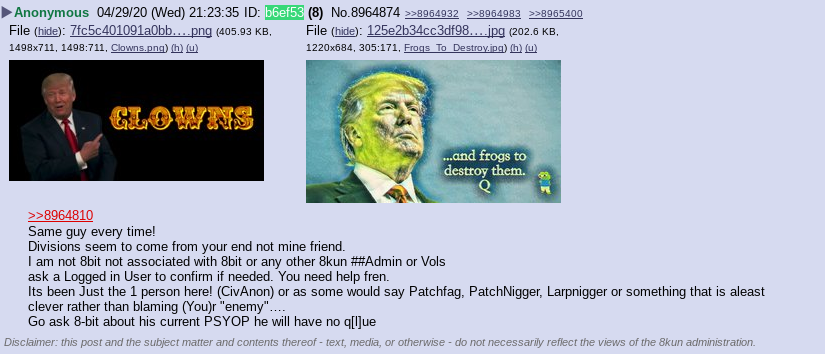 Anonymous 04/29/20 (Wed) 21:23:35 ID: b6ef53 (8) No.8964874 >>8964932 >>8964983 >>8965400
File (hide): 7fc5c401091a0bb….png (405.93 KB, 1498x711, 1498:711, Clowns.png) (h) (u)
File (hide): 125e2b34cc3df98….jpg (202.6 KB, 1220x684, 305:171, Frogs_To_Destroy.jpg) (h) (u)
CLOWNS
...and frogs to
destroy them.
Q
>>8964810
Same guy every time!
Divisions seem to come from your end not mine friend.
I am not 8bit not associated with 8bit or any other 8kun ##Admin or Vols
ask a Logged in User to confirm if needed. You need help fren.
Its been Just the 1 person here! (CivAnon) or as some would say Patchfag, PatchNigger, Larpnigger or something that is aleast
clever rather than blaming (You)r "enemy"….
Go ask 8-bit about his current PSYOP he will have no q[l]ue
Disclaimer: this post and the subject matter and contents thereof - text, media, or otherwise - do not necessarily reflect the views of the 8kun administration.